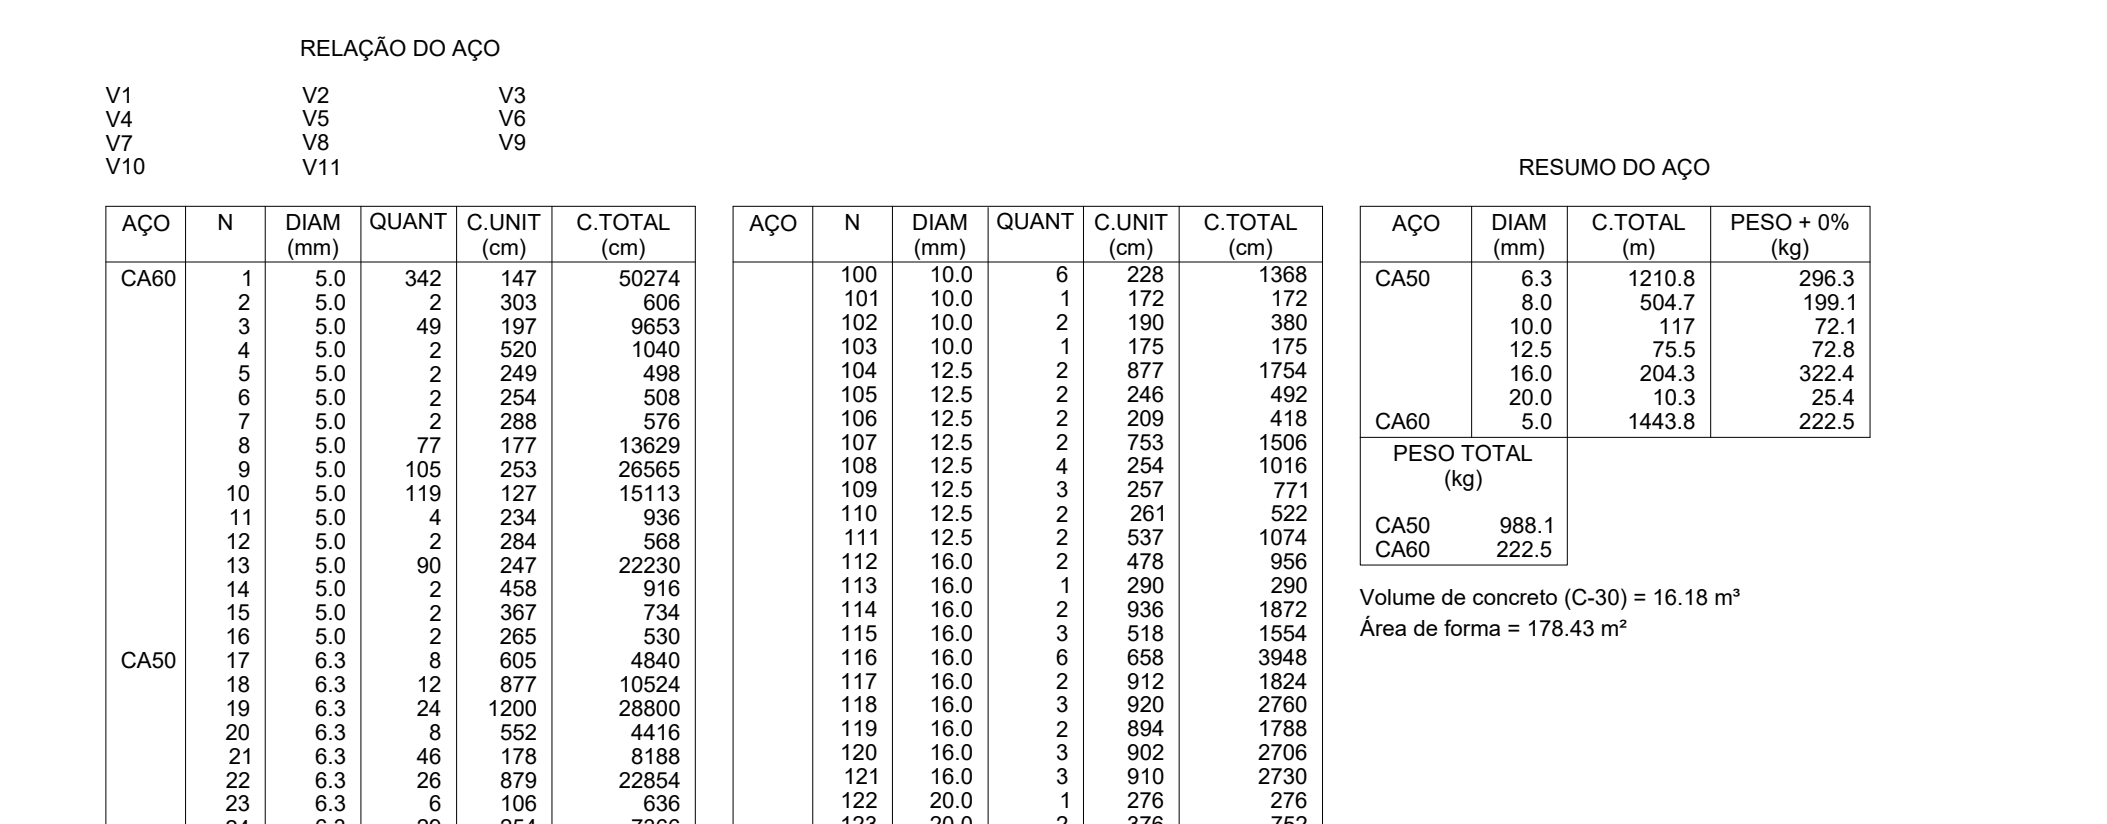 RELAÇÃO DO AÇO
V1 V2 V3
V4 V5 V6
V7 V8 V9
V10 V11
AÇO N DIAM QUANT C.UNIT C.TOTAL
(mm) (cm) (cm)
CA60 1 5.0 342 147 50274
2 5.0 2 303 606
3 5.0 49 197 9653
4 5.0 2 520 1040
5 5.0 2 249 498
6 5.0 2 254 508
7 5.0 2 288 576
8 5.0 77 177 13629
9 5.0 105 253 26565
10 5.0 119 127 15113
11 5.0 4 234 936
12 5.0 2 284 568
13 5.0 90 247 22230
14 5.0 2 458 916
15 5.0 2 367 734
16 5.0 2 265 530
CA50 17 6.3 8 605 4840
18 6.3 12 877 10524
19 6.3 24 1200 28800
20 6.3 8 552 4416
21 6.3 46 178 8188
22 6.3 26 879 22854
23 6.3 6 106 636
AÇO N DIAM QUANT C.UNIT C.TOTAL
(mm) (cm) (cm)
100 10.0 6 228 1368
101 10.0 1 172 172
102 10.0 2 190 380
103 10.0 1 175 175
104 12.5 2 877 1754
105 12.5 2 246 492
106 12.5 2 209 418
107 12.5 2 753 1506
108 12.5 4 254 1016
109 12.5 3 257 771
110 12.5 2 261 522
111 12.5 2 537 1074
112 16.0 2 478 956
113 16.0 1 290 290
114 16.0 2 936 1872
115 16.0 3 518 1554
116 16.0 6 658 3948
117 16.0 2 912 1824
118 16.0 3 920 2760
119 16.0 2 894 1788
120 16.0 3 902 2706
121 16.0 3 910 2730
122 20.0 1 276 276
123 20.0 2 376 752
RESUMO DO AÇO
AÇO DIAM C.TOTAL PESO + 0%
(mm) (m) (kg)
CA50 6.3 1210.8 296.3
8.0 504.7 199.1
10.0 117 72.1
12.5 75.5 72.8
16.0 204.3 322.4
20.0 10.3 25.4
CA60 5.0 1443.8 222.5
PESO TOTAL
(kg)
CA50 988.1
CA60 222.5
Volume de concreto (C-30) = 16.18 m³
Área de forma = 178.43 m²